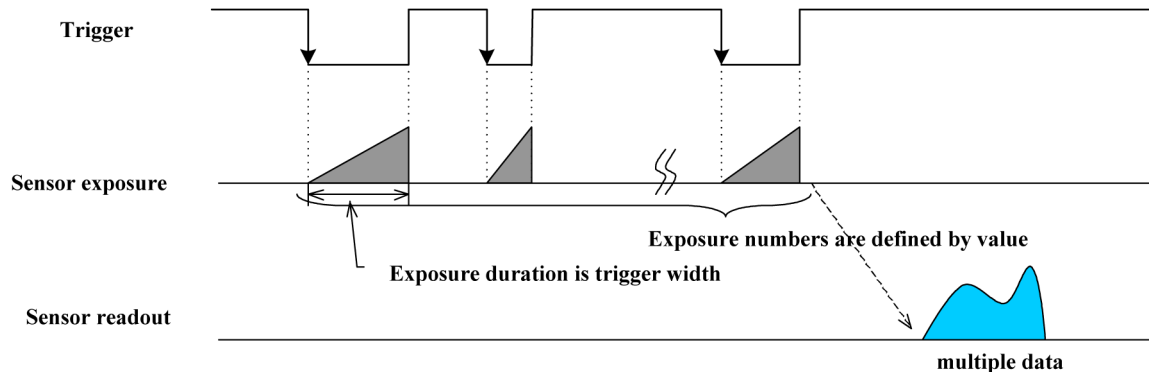 Trigger
Sensor exposure
Exposure numbers are defined by value
Exposure duration is trigger width
Sensor readout
multiple data